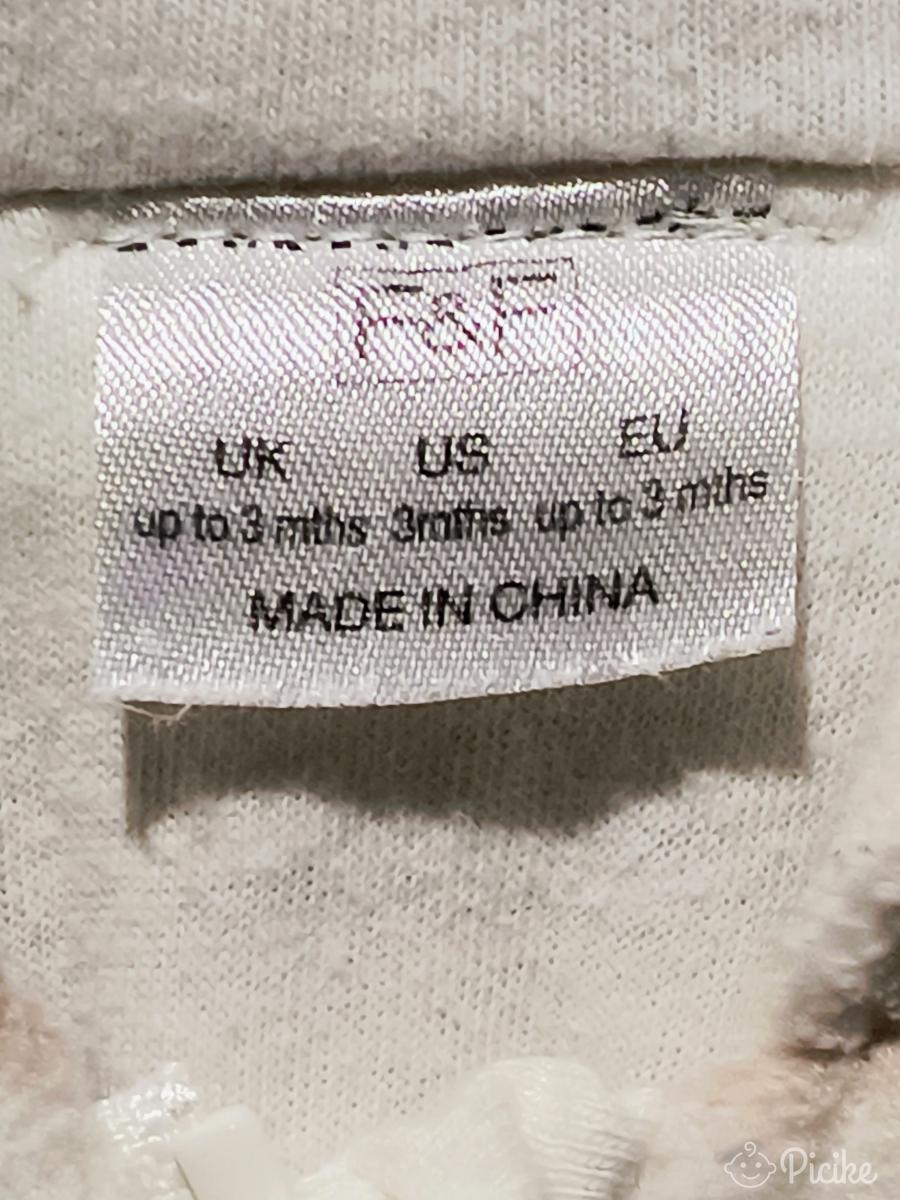 F&F
UK US EU
up to 3 mths 3mths up to 3 mths
MADE IN CHINA
Picike